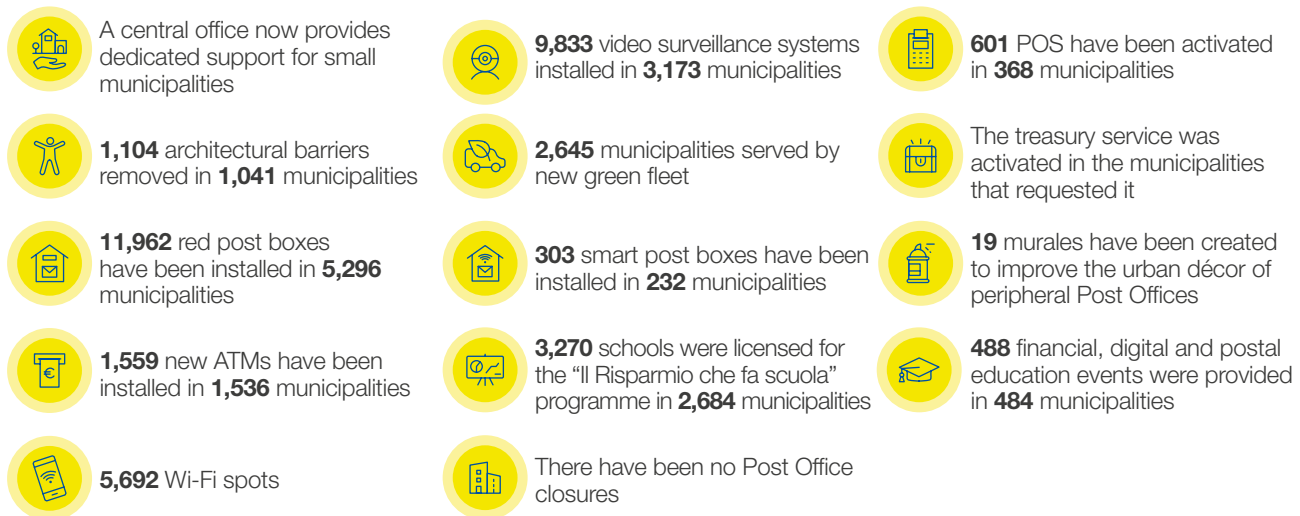 A central office now provides
dedicated support for small
municipalities
9,833 video surveillance systems
installed in 3,173 municipalities
601 POS have been activated
in 368 municipalities
1,104 architectural barriers
removed in 1,041 municipalities
2,645 municipalities served by
new green fleet
The treasury service was
activated in the municipalities
that requested it
11,962 red post boxes
have been installed in 5,296
municipalities
303 smart post boxes have been
installed in 232 municipalities
19 murales have been created
to improve the urban décor of
peripheral Post Offices
1,559 new ATMs have been
installed in 1,536 municipalities
3,270 schools were licensed for
the “Il Risparmio che fa scuola”
programme in 2,684 municipalities
488 financial, digital and postal
education events were provided
in 484 municipalities
5,692 Wi-Fi spots
There have been no Post Office
closures